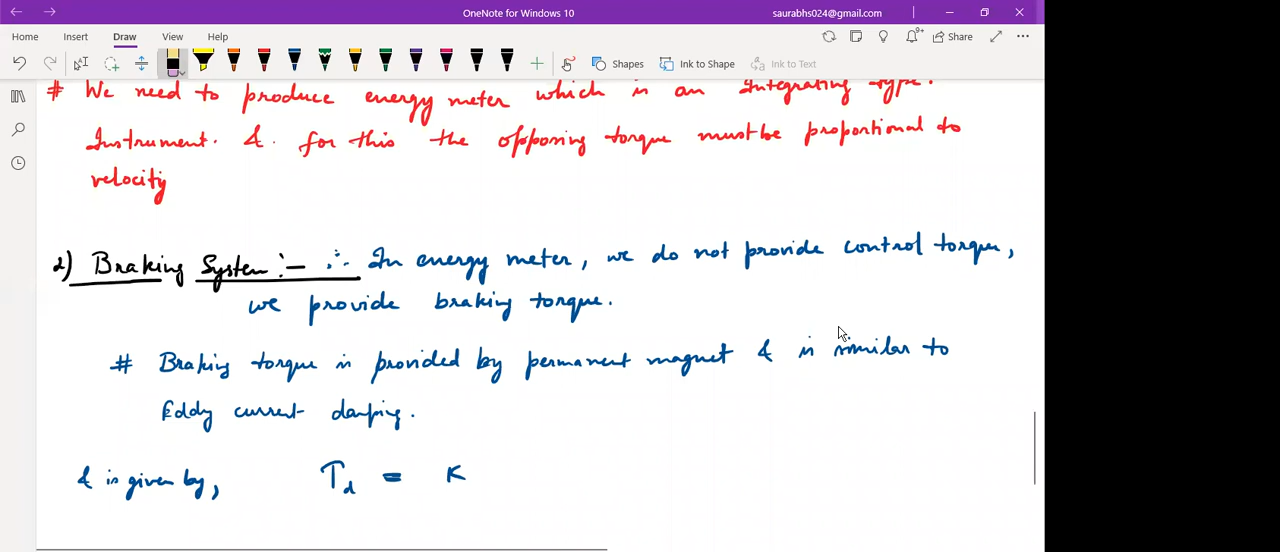 OneNote for Windows 10
saurabhs024@gmail.com
Home Insert Draw View Help
Share
Shapes Ink to Shape Ink to Text
# We need to produce energy meter which is an Integrating type.
Instrument. & for this the opposing torque must be proportional to
velocity
2) Braking System :- ∴ In energy meter, we do not provide control torque,
we provide braking torque.
# Braking torque is provided by permanent magnet & is similar to
Eddy current damping.
& is given by, Td = K